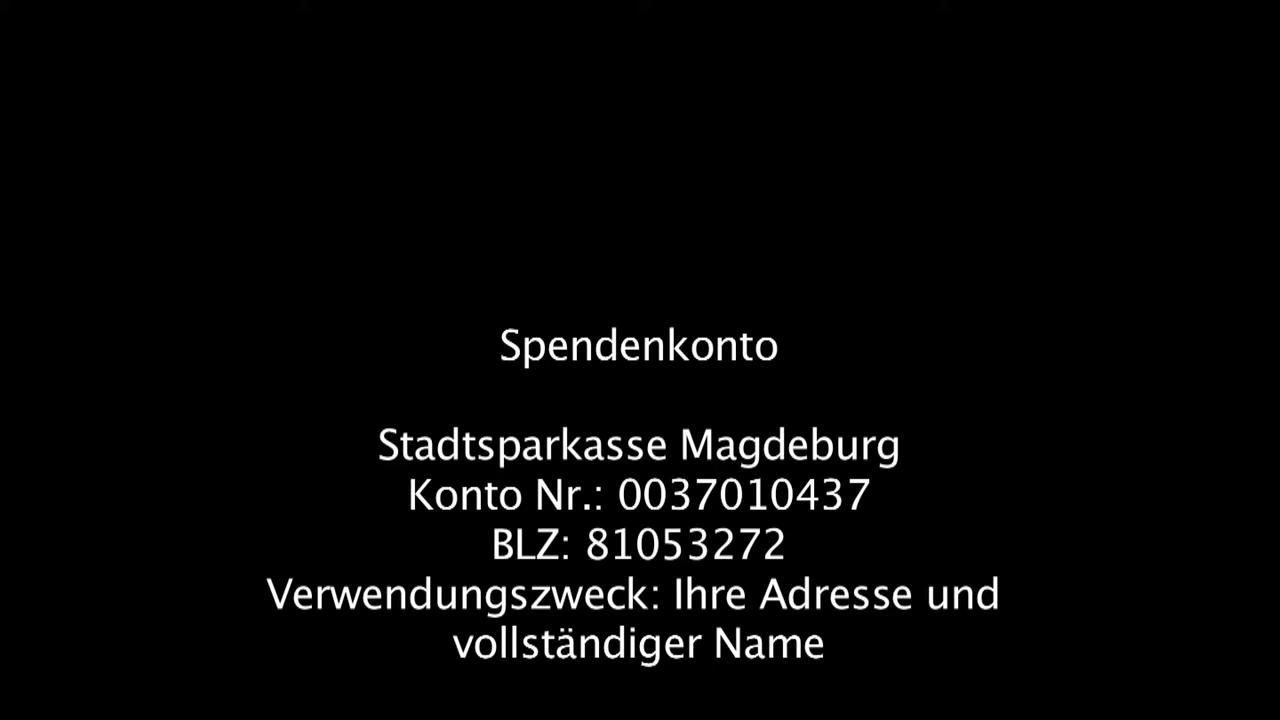 Spendenkonto
Stadtsparkasse Magdeburg
Konto Nr.: 0037010437
BLZ: 81053272
Verwendungszweck: Ihre Adresse und
vollständiger Name